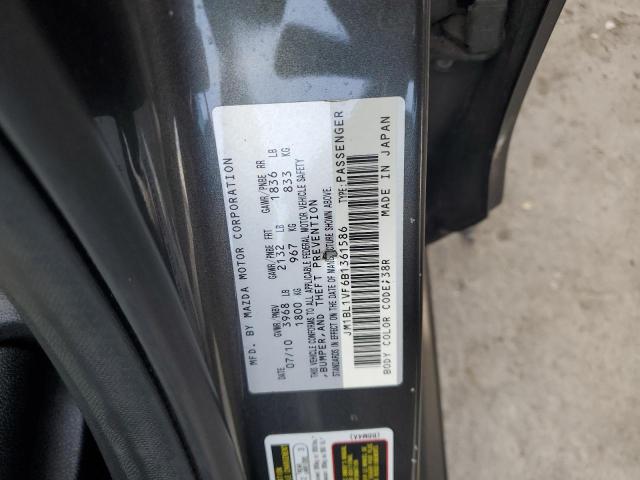 MFD. BY MAZDA MOTOR CORPORATION
DATE GVWR/PNBV GAWR/PNBE FRT GAWR/PNBE RR
07/10 3968 LB 2132 LB 1836 LB
1800 KG 967 KG 833 KG
THIS VEHICLE CONFORMS TO ALL APPLICABLE FEDERAL MOTOR VEHICLE SAFETY
,BUMPER,AND THEFT PREVENTION
STANDARDS IN EFFECT ON THE DATE OF MANUFACTURE SHOWN ABOVE.
JM1BL1VF6B1361586 TYPE:PASSENGER
BODY COLOR CODE:38R MADE IN JAPAN